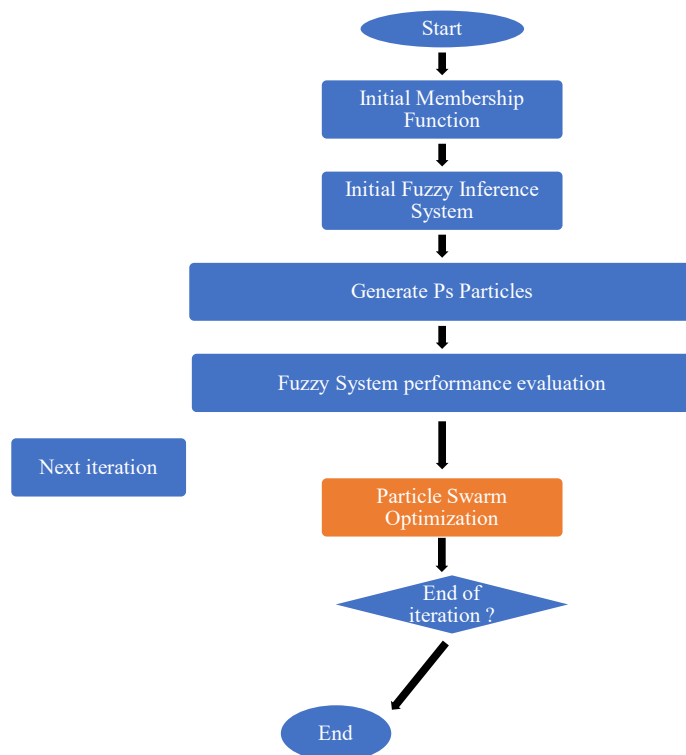 Start
Initial Membership
Function
Initial Fuzzy Inference
System
Generate Ps Particles
Fuzzy System performance evaluation
Next iteration
Particle Swarm
Optimization
End of
iteration ?
End